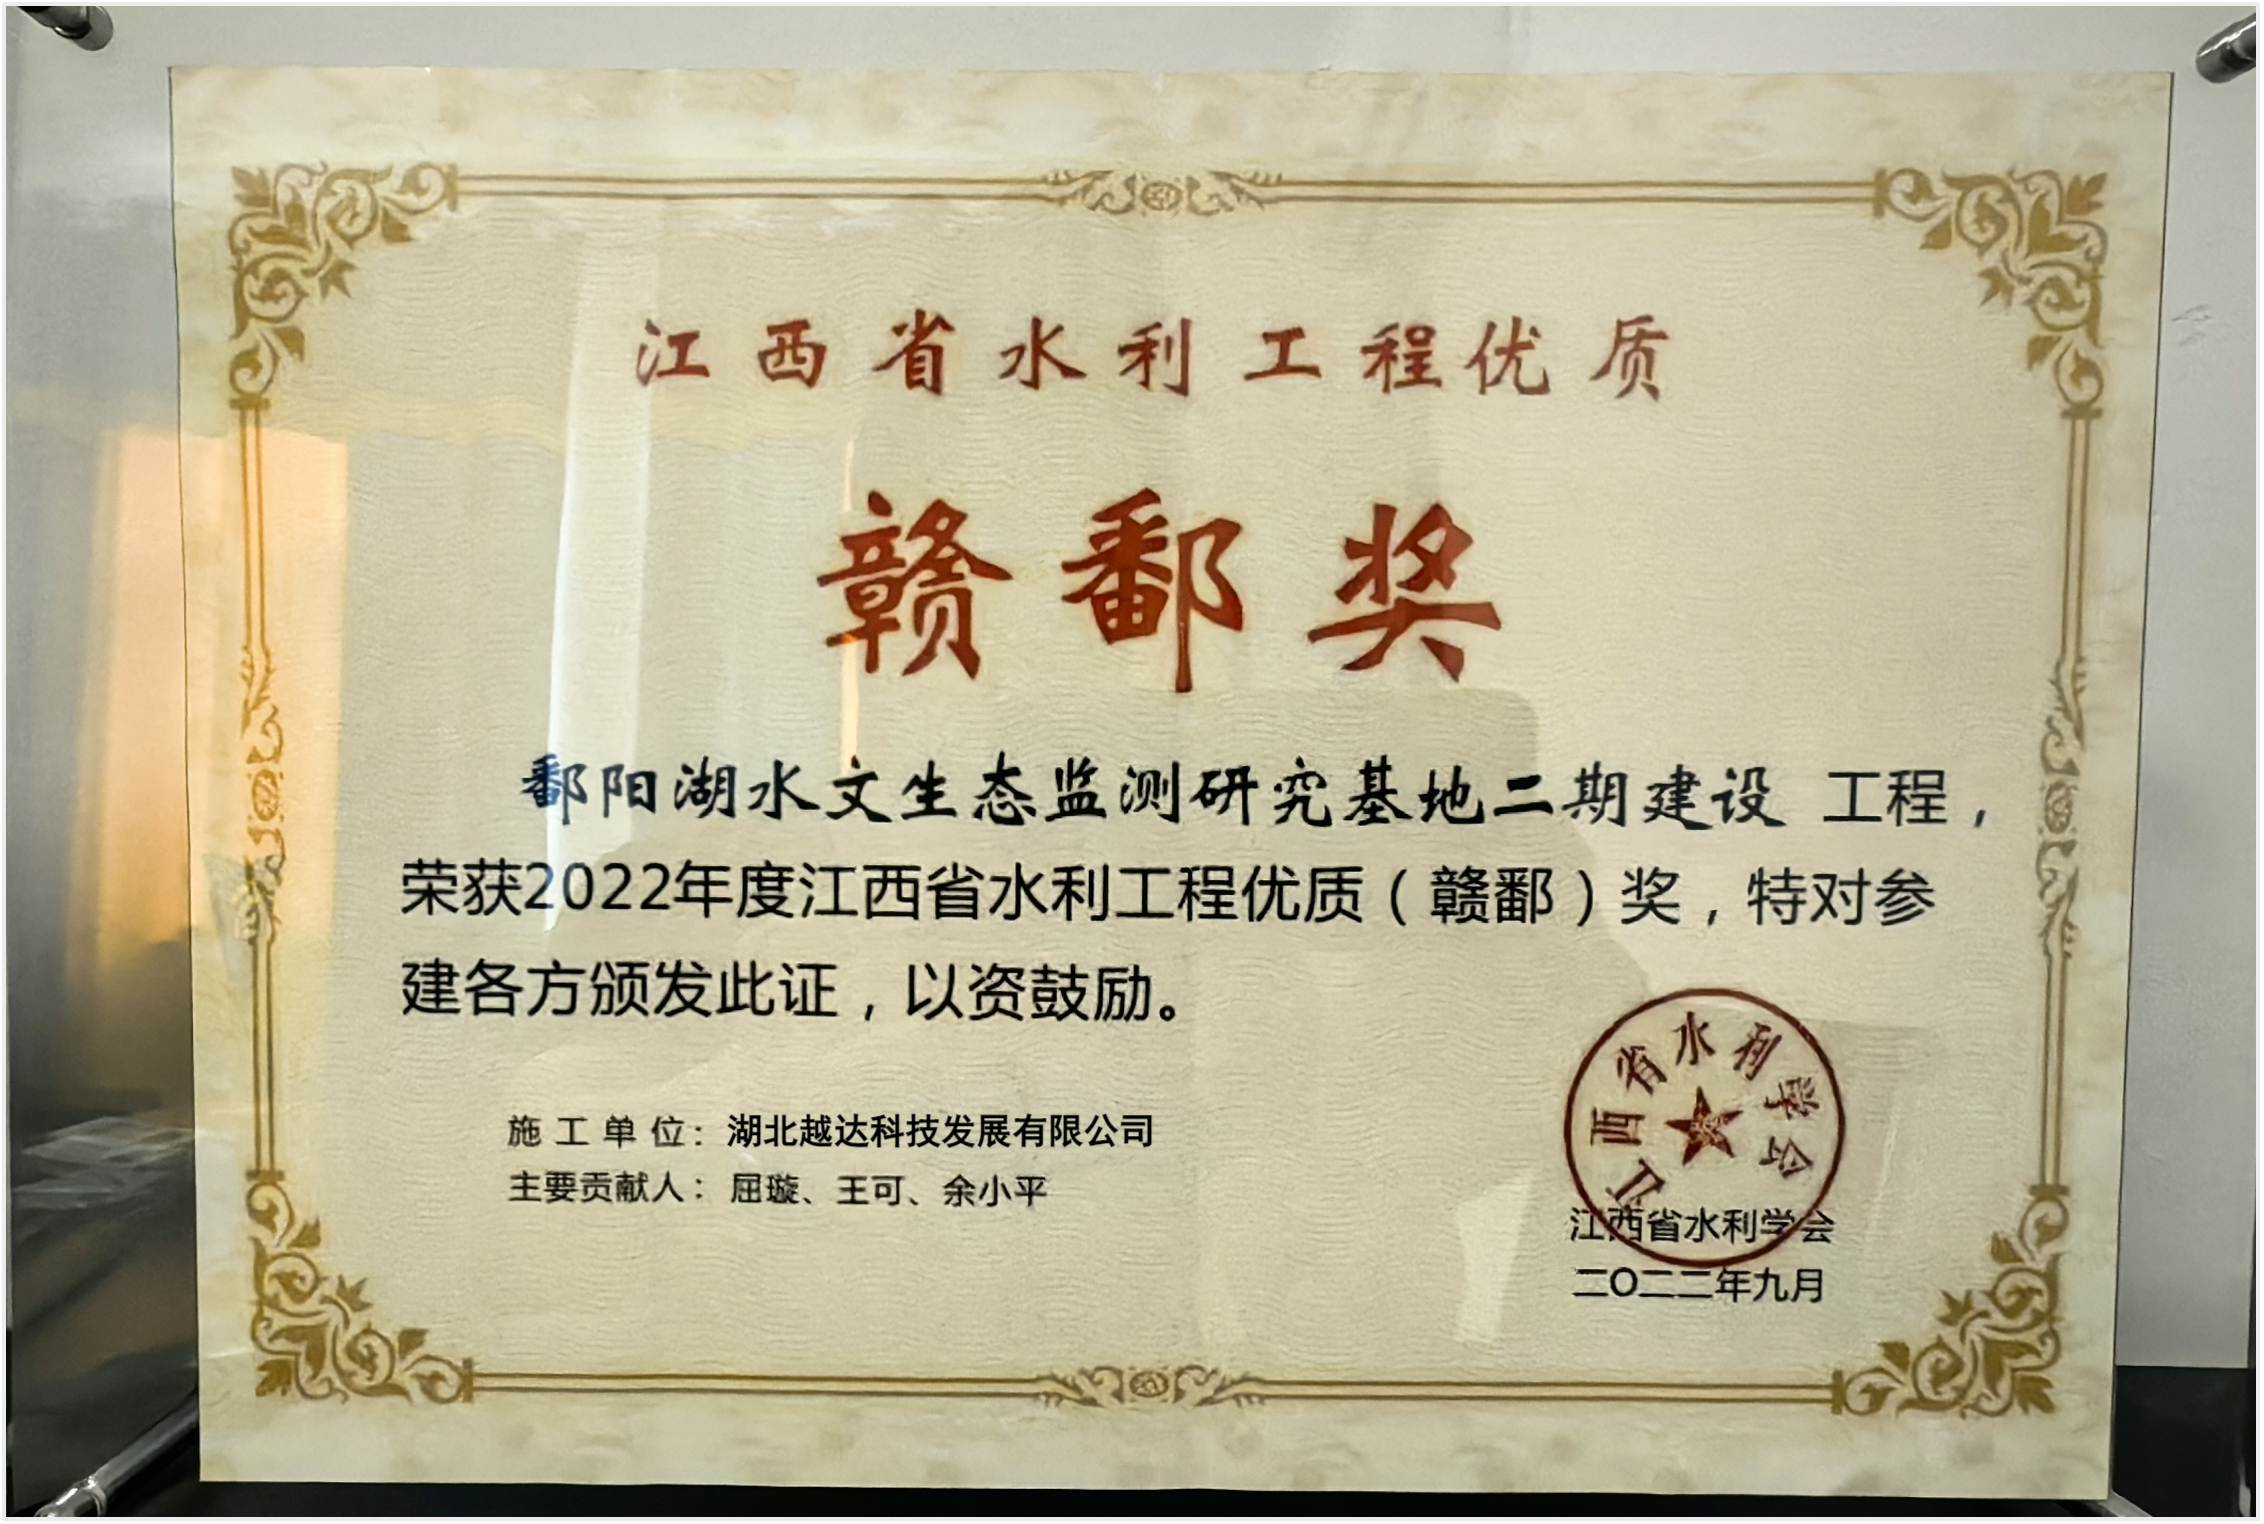 江西省水利工程优质
赣鄱奖
鄱阳湖水文生态监测研究基地二期建设 工程，
荣获2022年度江西省水利工程优质（赣鄱）奖，特对参
建各方颁发此证，以资鼓励。
施工单位：湖北越达科技发展有限公司
主要贡献人：屈璇、王可、余小平
江西省水利学会
江西省水利学会
二〇二二年九月